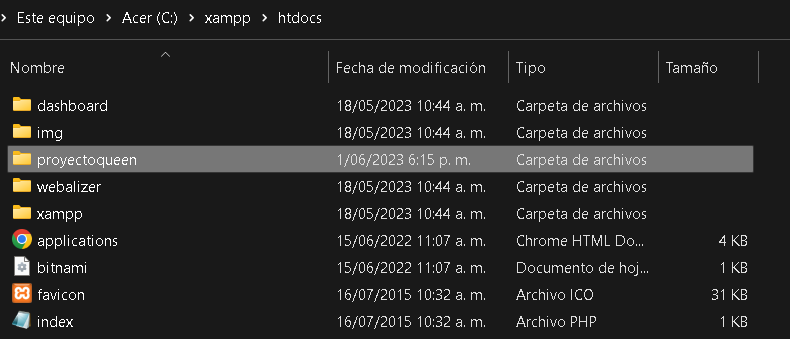 Este equipo > Acer (C:) > xampp > htdocs
Nombre Fecha de modificación Tipo Tamaño
dashboard 18/05/2023 10:44 a. m. Carpeta de archivos
img 18/05/2023 10:44 a. m. Carpeta de archivos
proyectoqueen 1/06/2023 6:15 p. m. Carpeta de archivos
webalizer 18/05/2023 10:44 a. m. Carpeta de archivos
xampp 18/05/2023 10:44 a. m. Carpeta de archivos
applications 15/06/2022 11:07 a. m. Chrome HTML Do... 4 KB
bitnami 15/06/2022 11:07 a. m. Documento de hoj... 1 KB
favicon 16/07/2015 10:32 a. m. Archivo ICO 31 KB
index 16/07/2015 10:32 a. m. Archivo PHP 1 KB